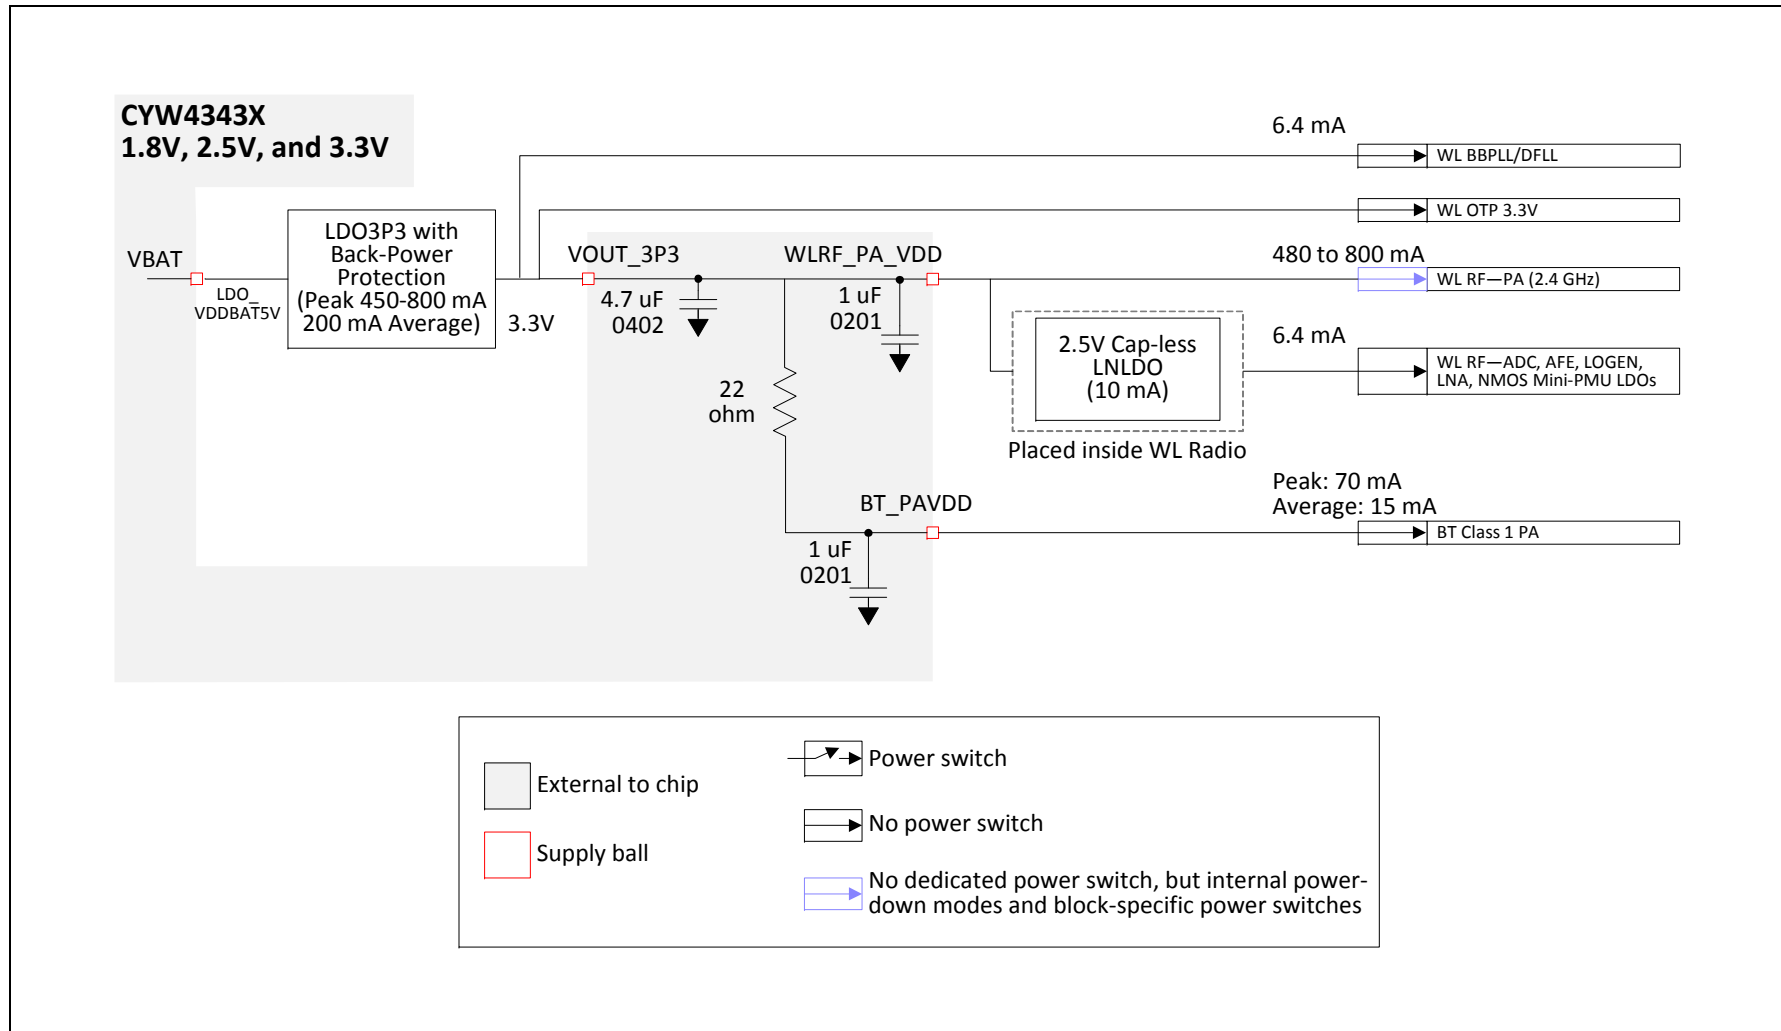 CYW4343X
1.8V, 2.5V, and 3.3V
6.4 mA
WL BBPLL/DFLL
WL OTP 3.3V
LDO3P3 with
Back-Power
Protection
(Peak 450-800 mA
200 mA Average)
VBAT
LDO_
VDDBAT5V
3.3V
VOUT_3P3
WLRF_PA_VDD
480 to 800 mA
WL RF—PA (2.4 GHz)
4.7 uF
0402
1 uF
0201
2.5V Cap-less
LNLDO
(10 mA)
Placed inside WL Radio
6.4 mA
WL RF—ADC, AFE, LOGEN,
LNA, NMOS Mini-PMU LDOs
22
ohm
BT_PAVDD
Peak: 70 mA
Average: 15 mA
BT Class 1 PA
1 uF
0201
External to chip
Supply ball
Power switch
No power switch
No dedicated power switch, but internal power-
down modes and block-specific power switches